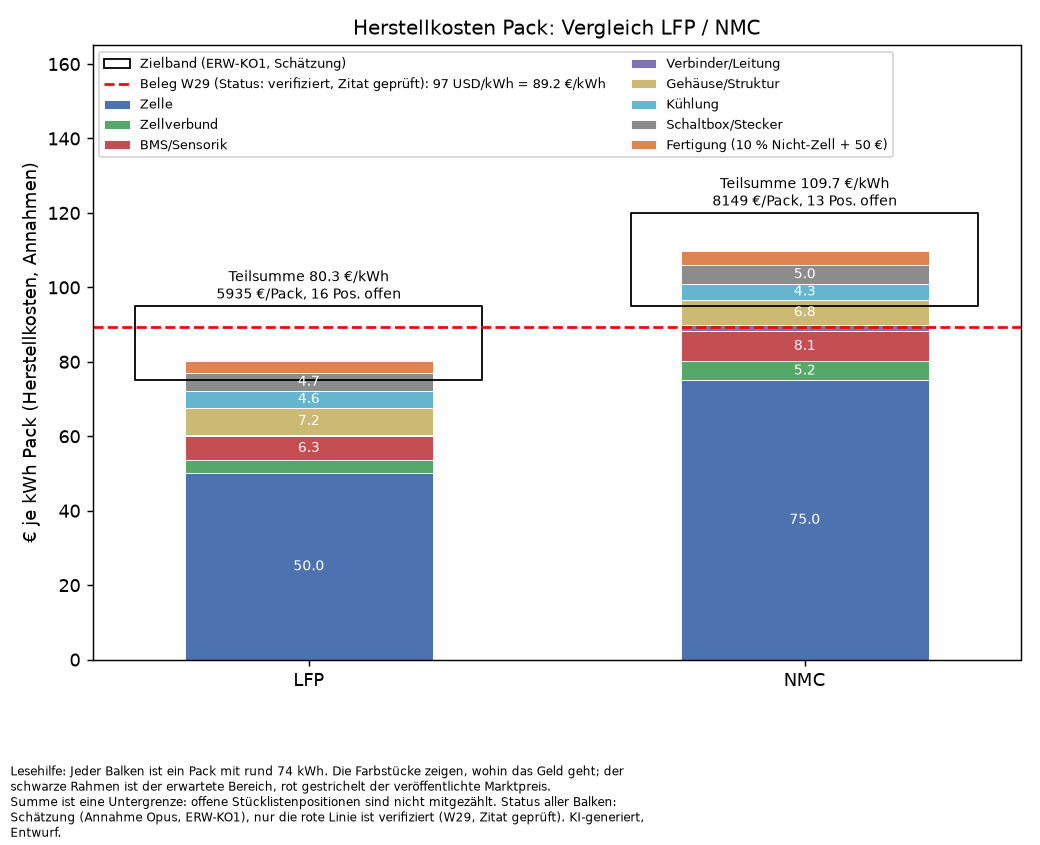 Herstellkosten Pack: Vergleich LFP / NMC
Zielband (ERW-KO1, Schätzung)
Beleg W29 (Status: verifiziert, Zitat geprüft): 97 USD/kWh = 89.2 €/kWh
Zelle
Zellverbund
BMS/Sensorik
Verbinder/Leitung
Gehäuse/Struktur
Kühlung
Schaltbox/Stecker
Fertigung (10 % Nicht-Zell + 50 €)
€ je kWh Pack (Herstellkosten, Annahmen)
160
140
120
100
80
60
40
20
0
Teilsumme 80.3 €/kWh
5935 €/Pack, 16 Pos. offen
4.7
4.6
7.2
6.3
50.0
Teilsumme 109.7 €/kWh
8149 €/Pack, 13 Pos. offen
5.0
4.3
6.8
8.1
5.2
75.0
LFP
NMC
Lesehilfe: Jeder Balken ist ein Pack mit rund 74 kWh. Die Farbstücke zeigen, wohin das Geld geht; der
schwarze Rahmen ist der erwartete Bereich, rot gestrichelt der veröffentlichte Marktpreis.
Summe ist eine Untergrenze: offene Stücklistenpositionen sind nicht mitgezählt. Status aller Balken:
Schätzung (Annahme Opus, ERW-KO1), nur die rote Linie ist verifiziert (W29, Zitat geprüft). KI-generiert,
Entwurf.